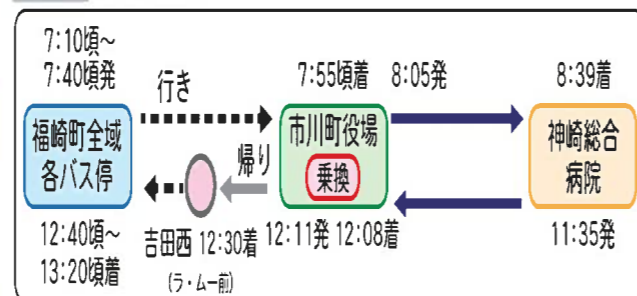 7:10頃～
7:40頃発
行き
7:55頃着 8:05発
8:39着
福崎町全域
各バス停
市川町役場
乗換
神崎総合
病院
帰り
12:40頃～
13:20頃着
吉田西 12:30着
(ラ・ムー前)
12:11発 12:08着
11:35発